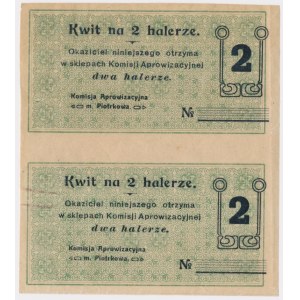 Kwit na 2 halerze.
Okaziciel niniejszego otrzyma
w sklepach Komisji Aprowizacyjnej
dwa halerze.
Komisja Aprowizacyjna
m. Piotrkowa.
2
№
Kwit na 2 halerze.
Okaziciel niniejszego otrzyma
w sklepach Komisji Aprowizacyjnej
dwa halerze.
Komisja Aprowizacyjna
m. Piotrkowa.
2
№